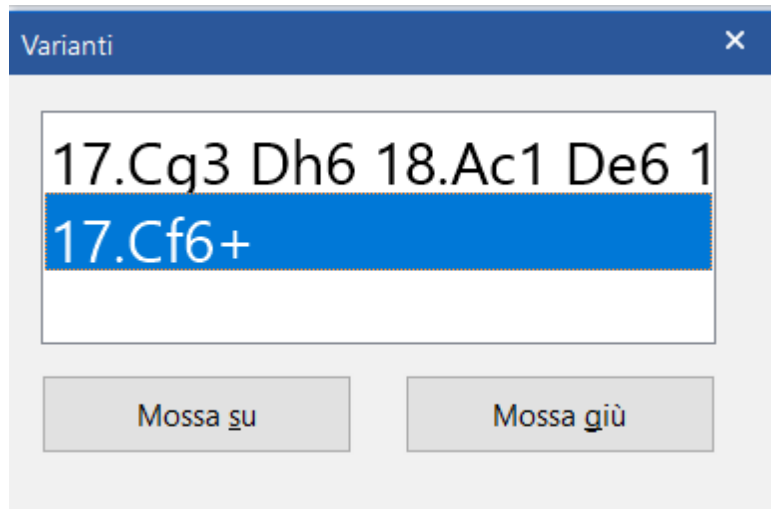 Varianti
17.Cg3 Dh6 18.Ac1 De6 1
17.Cf6+
Mossa su
Mossa giù